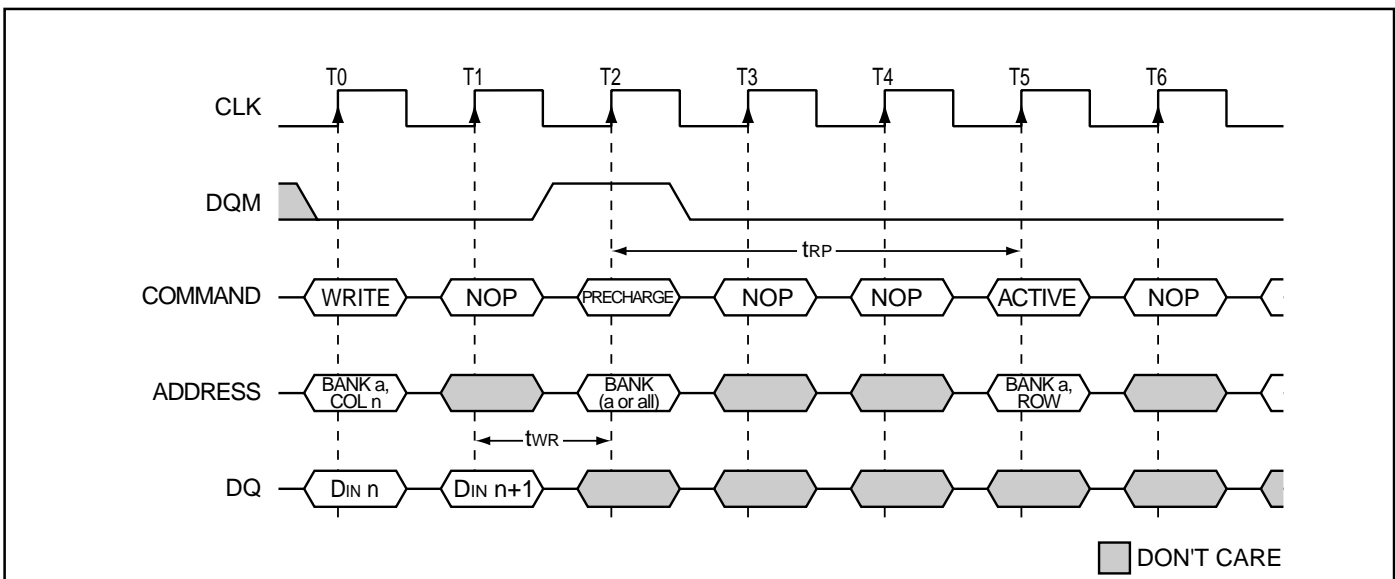 T0 T1 T2 T3 T4 T5 T6
CLK
DQM
tRP
COMMAND WRITE NOP PRECHARGE NOP NOP ACTIVE NOP
ADDRESS BANK a, COL n BANK (a or all) BANK a, ROW
tWR
DQ DIN n DIN n+1
DON'T CARE